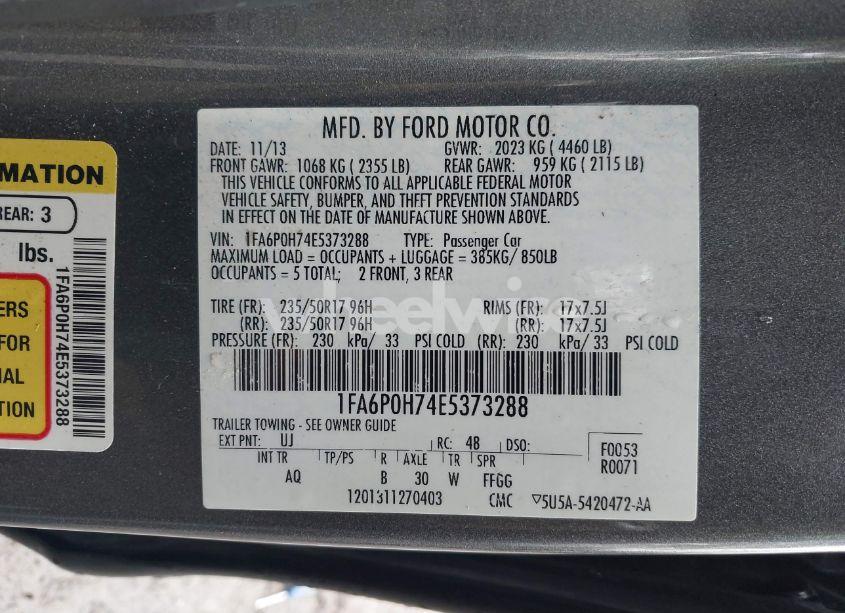 MFD. BY FORD MOTOR CO.
DATE: 11/13 GVWR: 2023 KG ( 4460 LB)
FRONT GAWR: 1068 KG ( 2355 LB) REAR GAWR: 959 KG ( 2115 LB)
THIS VEHICLE CONFORMS TO ALL APPLICABLE FEDERAL MOTOR
VEHICLE SAFETY, BUMPER, AND THFFT PREVENTION STANDARDS
IN EFFECT ON THE DATE OF MANUFACTURE SHOWN ABOVE.
VIN: 1FA6P0H74E5373288 TYPE: Passenger Car
MAXIMUM LOAD = OCCUPANTS + LUGGAGE = 385KG/ 850LB
OCCUPANTS = 5 TOTAL; 2 FRONT, 3 REAR
TIRE (FR): 235/50R17 96H RIMS (FR): 17x7.5J
(RR): 235/50R17 96H (RR): 17x7.5J
PRESSURE (FR): 230 kPa/ 33 PSI COLD (RR): 230 kPa/ 33 PSI COLD
1FA6P0H74E5373288
TRAILER TOWING - SEE OWNER GUIDE
EXT PNT: UJ RC: 48 DSO: F0053
INT TR TP/PS R AXLE TR SPR R0071
AQ B 30 W FFGG
1201311270403 CMC ▽5U5A-5420472-AA
MATION
REAR: 3
lbs.
ERS
FOR
IAL
TION
1FA6P0H74E5373288